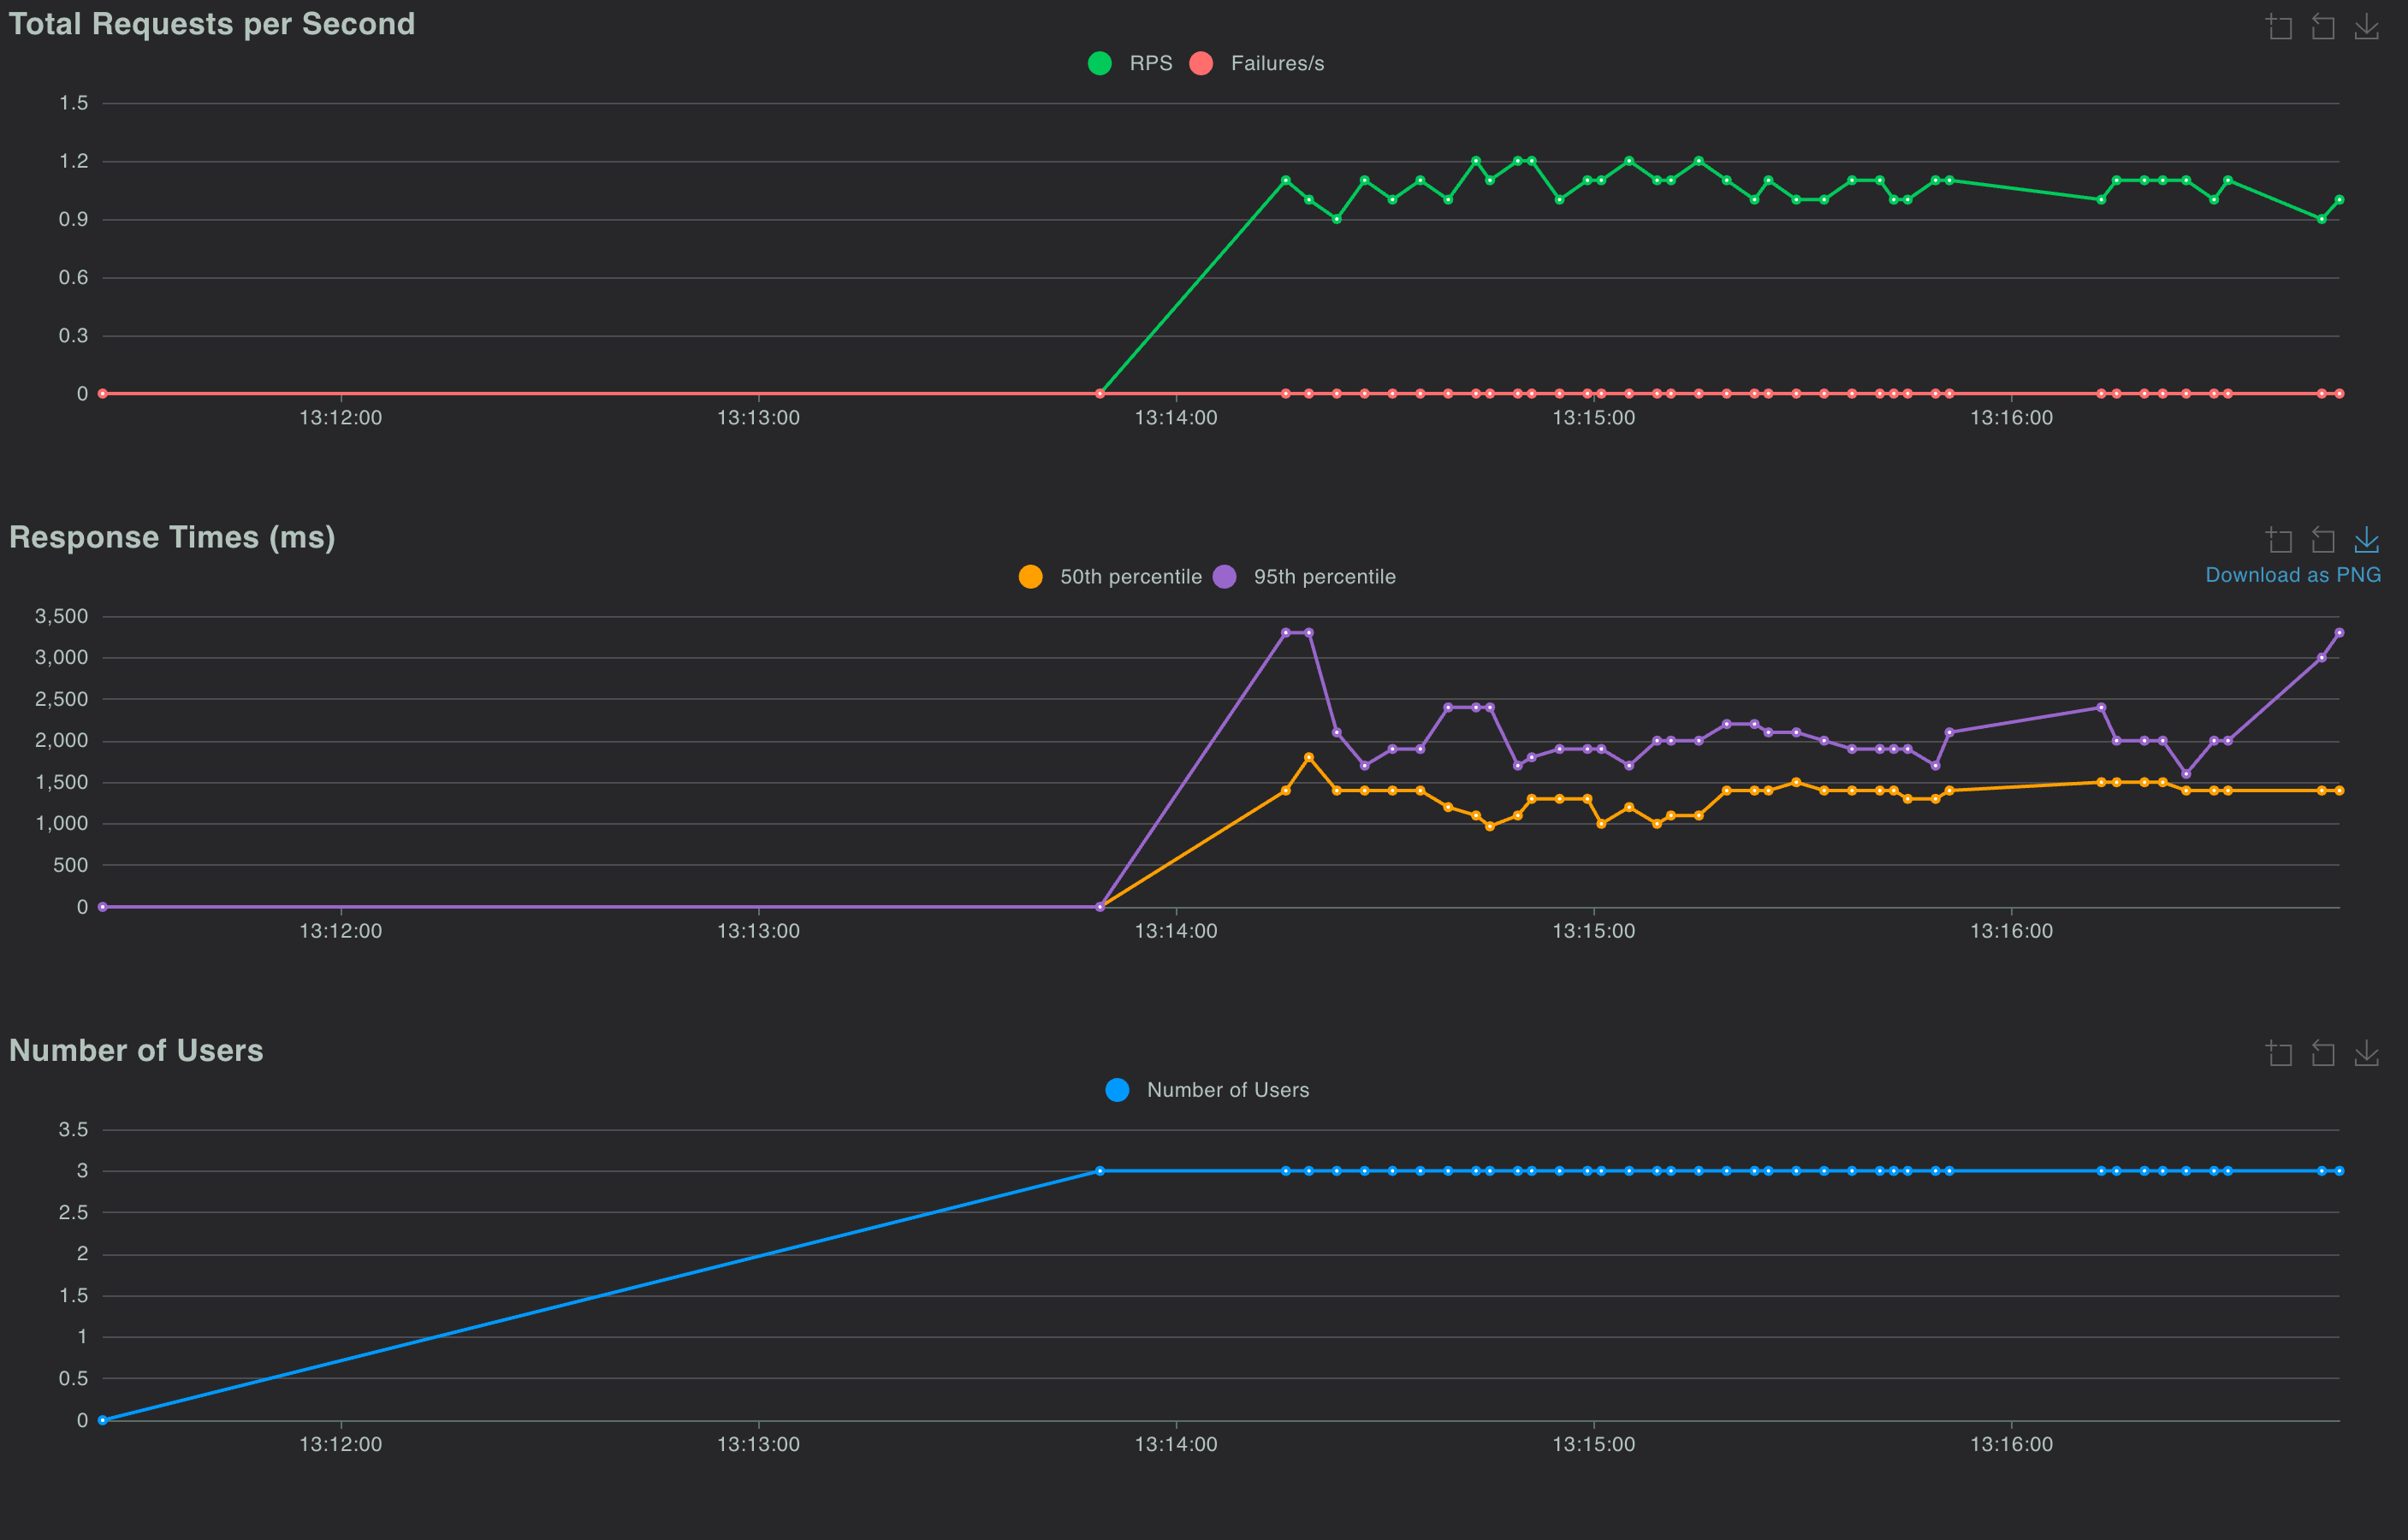 Total Requests per Second
RPS Failures/s
1.5
1.2
0.9
0.6
0.3
0
13:12:00 13:13:00 13:14:00 13:15:00 13:16:00
Response Times (ms)
50th percentile 95th percentile
Download as PNG
3,500
3,000
2,500
2,000
1,500
1,000
500
0
13:12:00 13:13:00 13:14:00 13:15:00 13:16:00
Number of Users
Number of Users
3.5
3
2.5
2
1.5
1
0.5
0
13:12:00 13:13:00 13:14:00 13:15:00 13:16:00